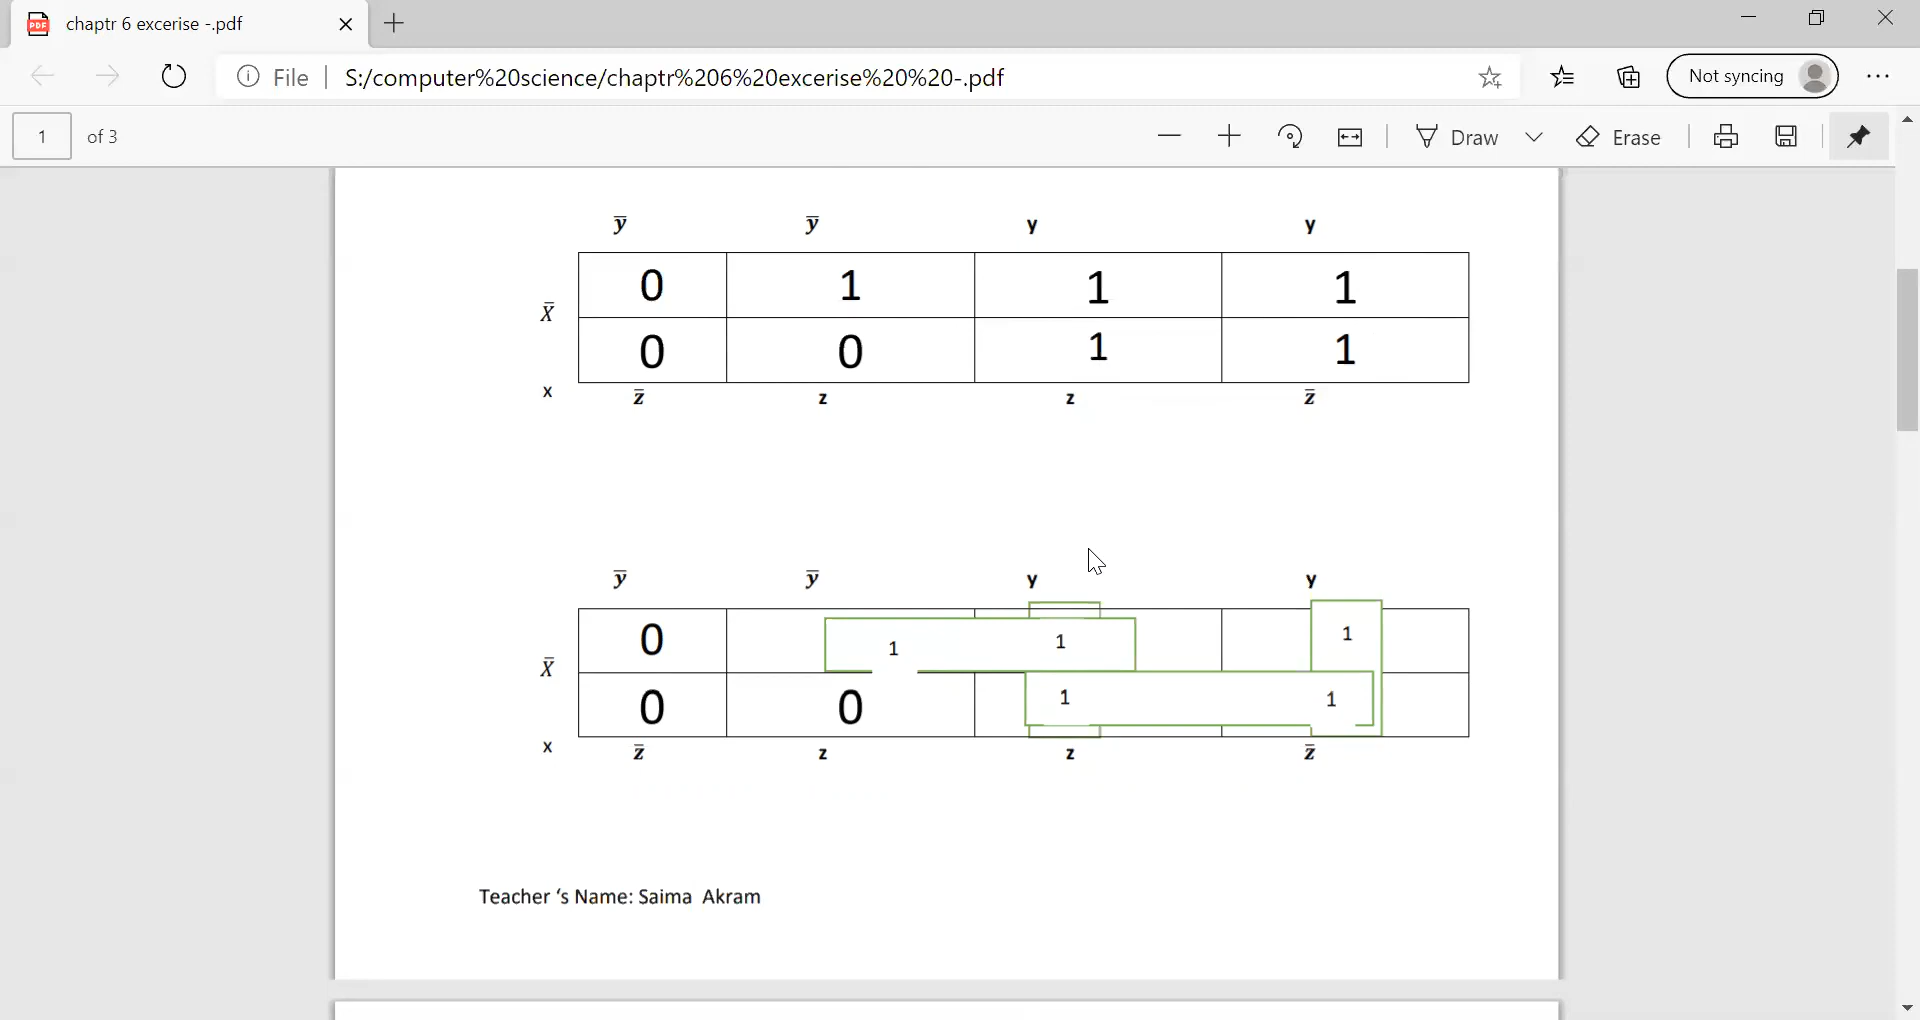 chaptr 6 excerise -.pdf
File | S:/computer%20science/chaptr%206%20excerise%20%20-.pdf
Not syncing
1 of 3
Draw
Erase
y̅ y̅ y y
0 1 1 1
X̅
0 0 1 1
x z̅ z z z̅
y̅ y̅ y y
0 1 1 1
X̅
0 0 1 1
x z̅ z z z̅
Teacher ‘s Name: Saima Akram